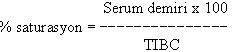 Serum demiri x 100
% saturasyon = ---------------
TIBC